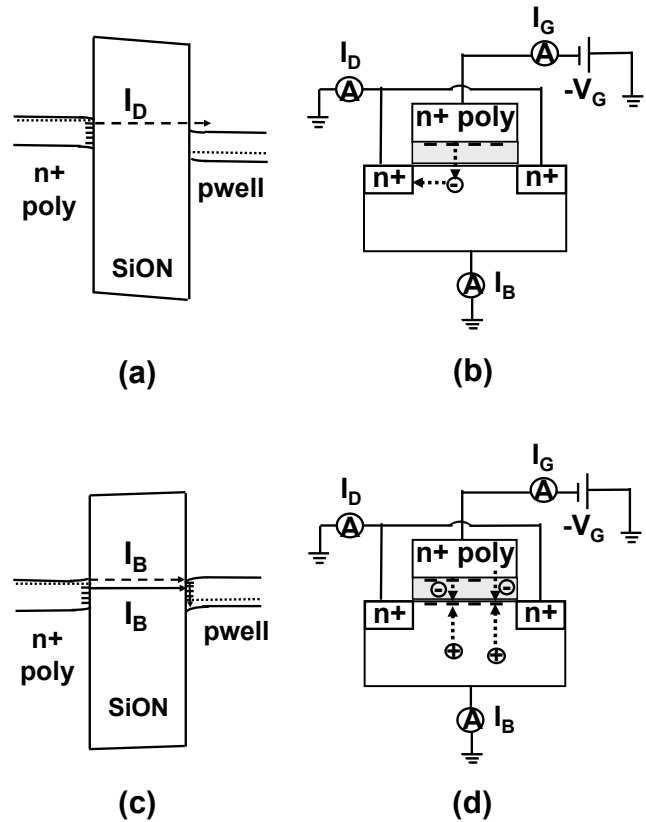 I_D
n+
poly
pwell
SiON
(a)
I_G
A
I_D
A
-V_G
n+ poly
n+
n+
A
I_B
(b)
I_B
I_B
n+
poly
pwell
SiON
(c)
I_G
A
I_D
A
-V_G
n+ poly
n+
n+
A
I_B
(d)